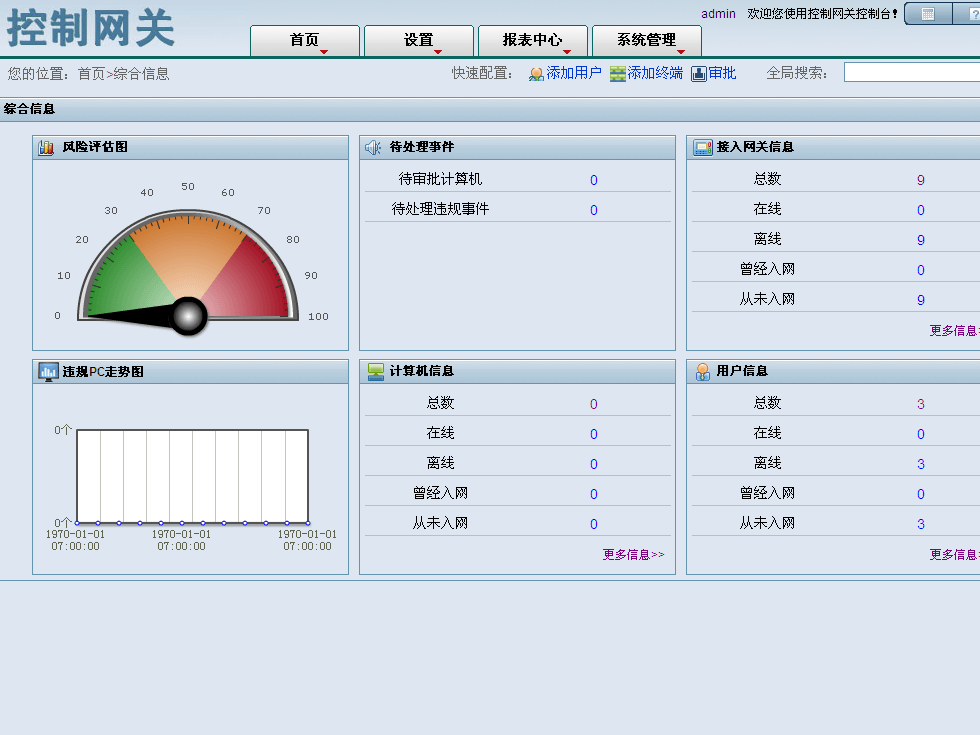 控制网关
admin 欢迎您使用控制网关控制台!
首页 设置 报表中心 系统管理
您的位置: 首页>综合信息 快速配置: 添加用户 添加终端 审批 全局搜索:
综合信息
风险评估图
0 10 20 30 40 50 60 70 80 90 100
待处理事件
待审批计算机 0
待处理违规事件 0
接入网关信息
总数 9
在线 0
离线 9
曾经入网 0
从未入网 9
更多信息
违规PC走势图
0个
0个
1970-01-01 1970-01-01 1970-01-01
07:00:00 07:00:00 07:00:00
计算机信息
总数 0
在线 0
离线 0
曾经入网 0
从未入网 0
更多信息>>
用户信息
总数 3
在线 0
离线 3
曾经入网 0
从未入网 3
更多信息